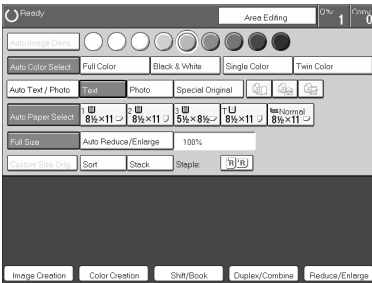 Ready
Area Editing
Q'ty 1 Copy 0
Auto Image Dens.
Auto Color Select Full Color Black & White Single Color Twin Color
Auto Text / Photo Text Photo Special Original
Auto Paper Select 1 8½×11 2 8½×11 3 5½×8½ T 8½×11 Normal 8½×11
Full Size Auto Reduce/Enlarge 100%
Custom Size Orig. Sort Stack Staple:
Image Creation Color Creation Shift/Book Duplex/Combine Reduce/Enlarge